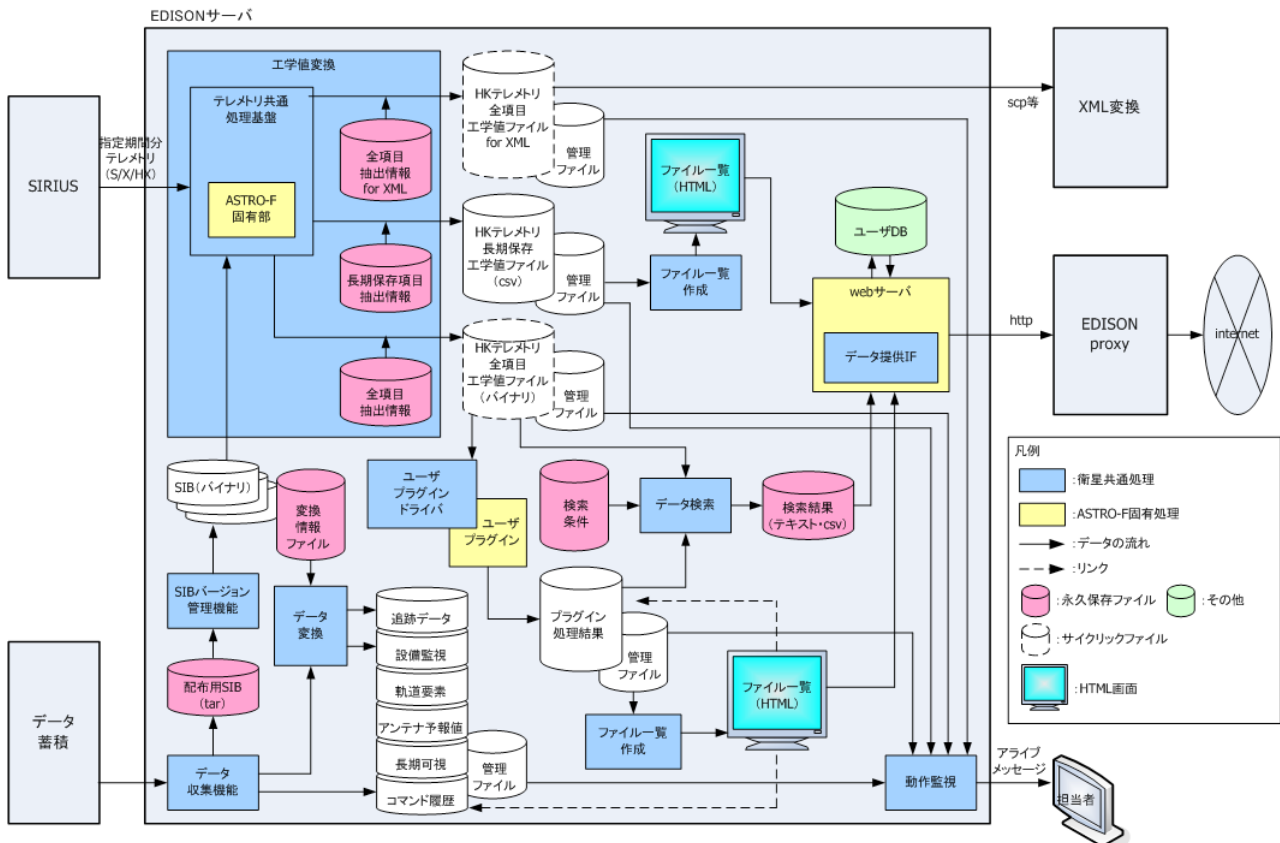 EDISONサーバ
工学値変換
テレメトリ共通
処理基盤
ASTRO-F
固有部
SIRIUS
指定期間分
テレメトリ
(S/X/HK)
全項目
抽出情報
for XML
長期保存項目
抽出情報
全項目
抽出情報
HKテレメトリ
全項目
工学値ファイル
for XML
管理
ファイル
HKテレメトリ
長期保存
工学値ファイル
(csv)
管理
ファイル
HKテレメトリ
全項目
工学値ファイル
(バイナリ)
管理
ファイル
ファイル一覧
(HTML)
ファイル一覧
作成
ユーザDB
webサーバ
データ提供IF
scp等
XML変換
http
EDISON
proxy
internet
SIB(バイナリ)
変換
情報
ファイル
SIBバージョン
管理機能
データ
変換
配布用SIB
(tar)
データ
収集機能
データ
蓄積
ユーザ
プラグイン
ドライバ
ユーザ
プラグイン
検索
条件
データ検索
検索結果
(テキスト・csv)
追跡データ
設備監視
軌道要素
アンテナ予報値
長期可視
コマンド履歴
管理
ファイル
プラグイン
処理結果
管理
ファイル
ファイル一覧
作成
ファイル一覧
(HTML)
動作監視
アライブ
メッセージ
担当者
凡例
:衛星共通処理
:ASTRO-F固有処理
:データの流れ
:リンク
:永久保存ファイル
:その他
:サイクリックファイル
:HTML画面